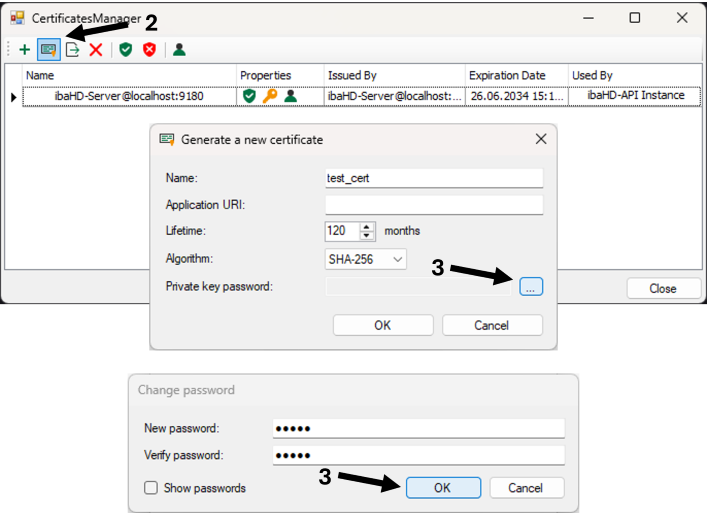 CertificatesManager
2
Name Properties Issued By Expiration Date Used By
ibaHD-Server@localhost:9180 ibaHD-Server@localhost:... 26.06.2034 15:1... ibaHD-API Instance
Generate a new certificate
Name: test_cert
Application URI:
Lifetime: 120 months
Algorithm: SHA-256
3
Private key password: ...
Close
OK Cancel
Change password
New password: •••••
Verify password: •••••
Show passwords
3
OK Cancel